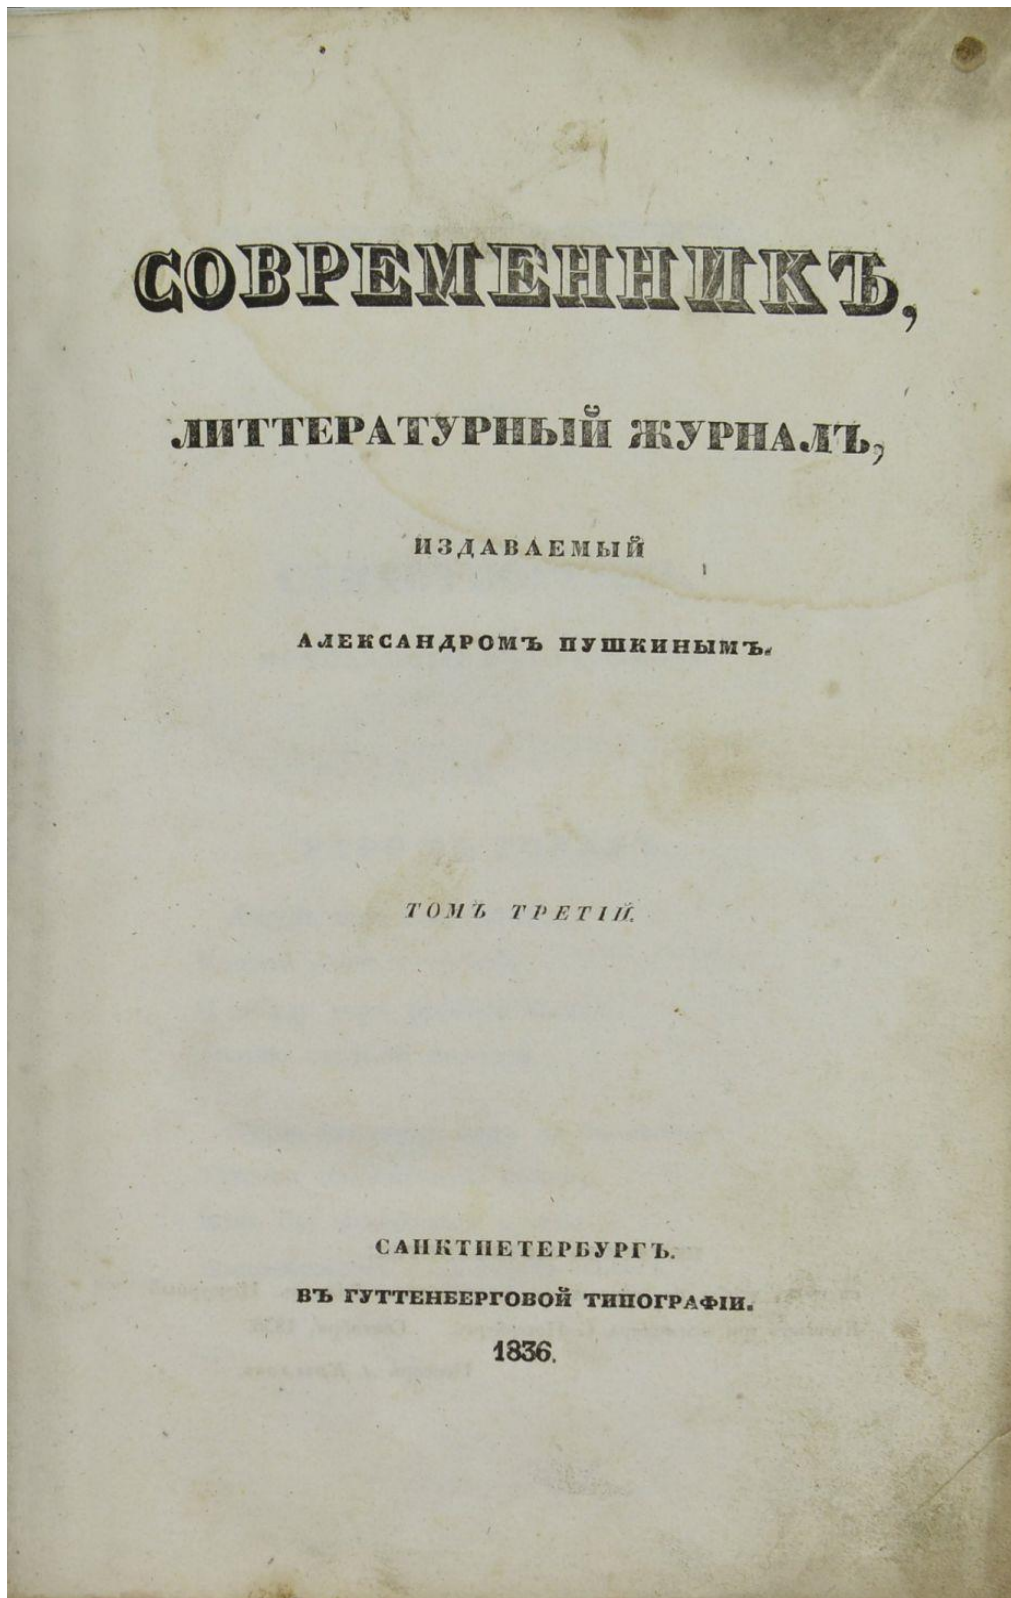 СОВРЕМЕННИКЪ,
ЛИТТЕРАТУРНЫЙ ЖУРНАЛЪ,
ИЗДАВАЕМЫЙ
АЛЕКСАНДРОМЪ ПУШКИНЫМЪ.
ТОМЪ ТРЕТІЙ.
САНКТПЕТЕРБУРГЪ.
ВЪ ГУТТЕНБЕРГОВОЙ ТИПОГРАФІИ.
1836.